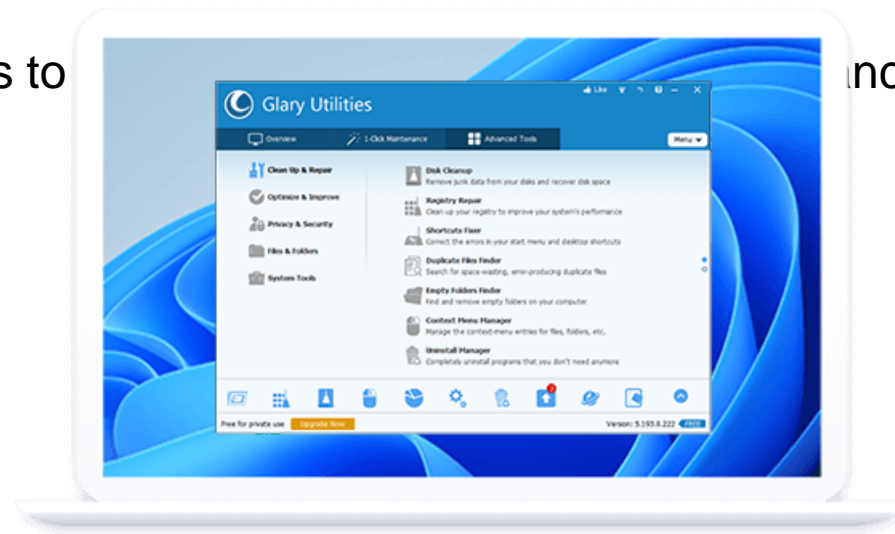 s to
and
Glary Utilities
Like
Overview
1-Click Maintenance
Advanced Tools
Menu
Clean Up & Repair
Optimize & Improve
Privacy & Security
Files & Folders
System Tools
Disk Cleanup
Remove junk data from your disks and recover disk space
Registry Repair
Clean up your registry to improve your system's performance
Shortcuts Fixer
Correct the errors in your start menu and desktop shortcuts
Duplicate Files Finder
Search for space-wasting, error-producing duplicate files
Empty Folders Finder
Find and remove empty folders on your computer
Context Menu Manager
Manage the context-menu entries for files, folders, etc.
Uninstall Manager
Completely uninstall programs that you don't need anymore
Free for private use
Upgrade Now
Version: 5.193.0.222
FREE